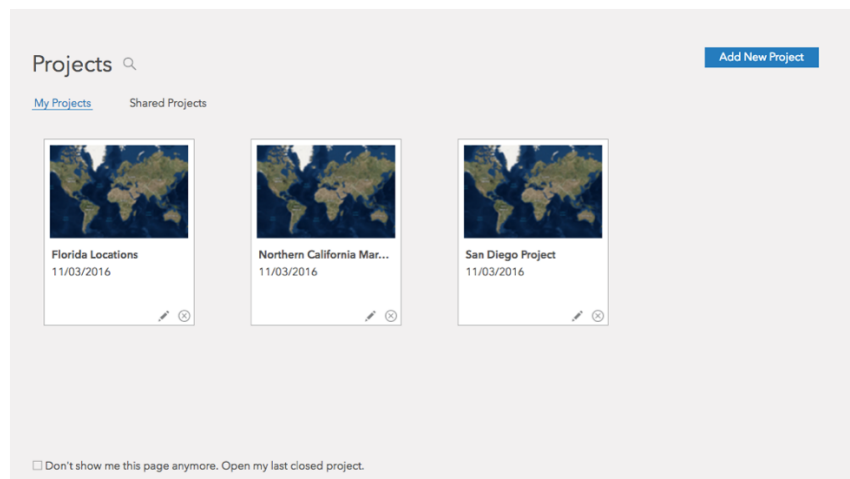 Projects
Add New Project
My Projects
Shared Projects
Florida Locations
11/03/2016
Northern California Mar...
11/03/2016
San Diego Project
11/03/2016
Don't show me this page anymore. Open my last closed project.